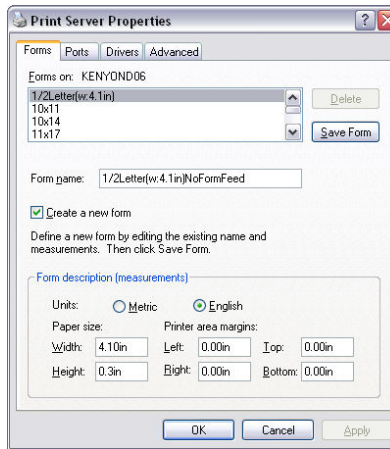 Print Server Properties
Forms Ports Drivers Advanced
Forms on: KENYOND06
1/2Letter(w:4.1in)
10x11
10x14
11x17
Delete
Save Form
Form name: 1/2Letter(w:4.1in)NoFormFeed
Create a new form
Define a new form by editing the existing name and
measurements. Then click Save Form.
Form description (measurements)
Units: Metric English
Paper size: Printer area margins:
Width: 4.10in Left: 0.00in Top: 0.00in
Height: 0.3in Right: 0.00in Bottom: 0.00in
OK Cancel Apply